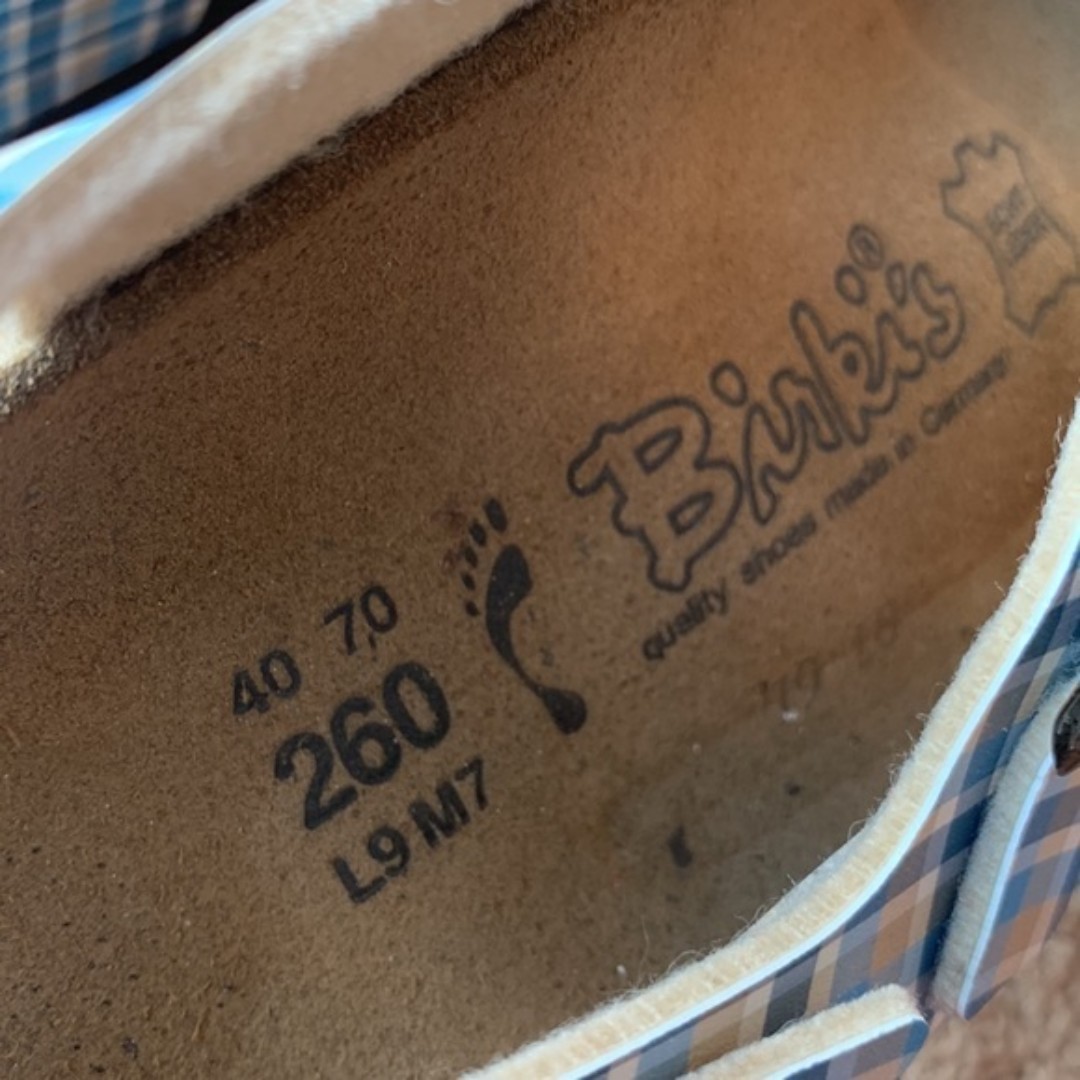 40 7,0
260
L9 M7
Birki's®
quality shoes made in Germany